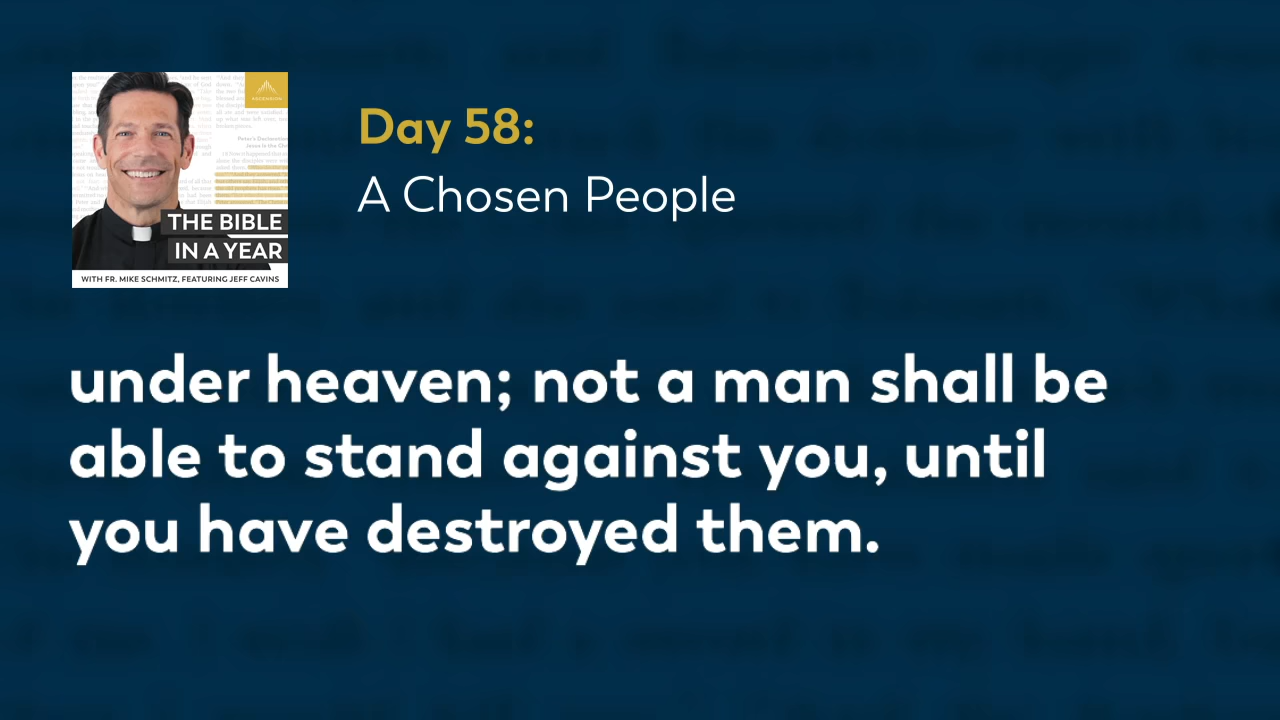 Day 58:
A Chosen People
ASCENSION
THE BIBLE
IN A YEAR
WITH FR. MIKE SCHMITZ, FEATURING JEFF CAVINS
under heaven; not a man shall be
able to stand against you, until
you have destroyed them.